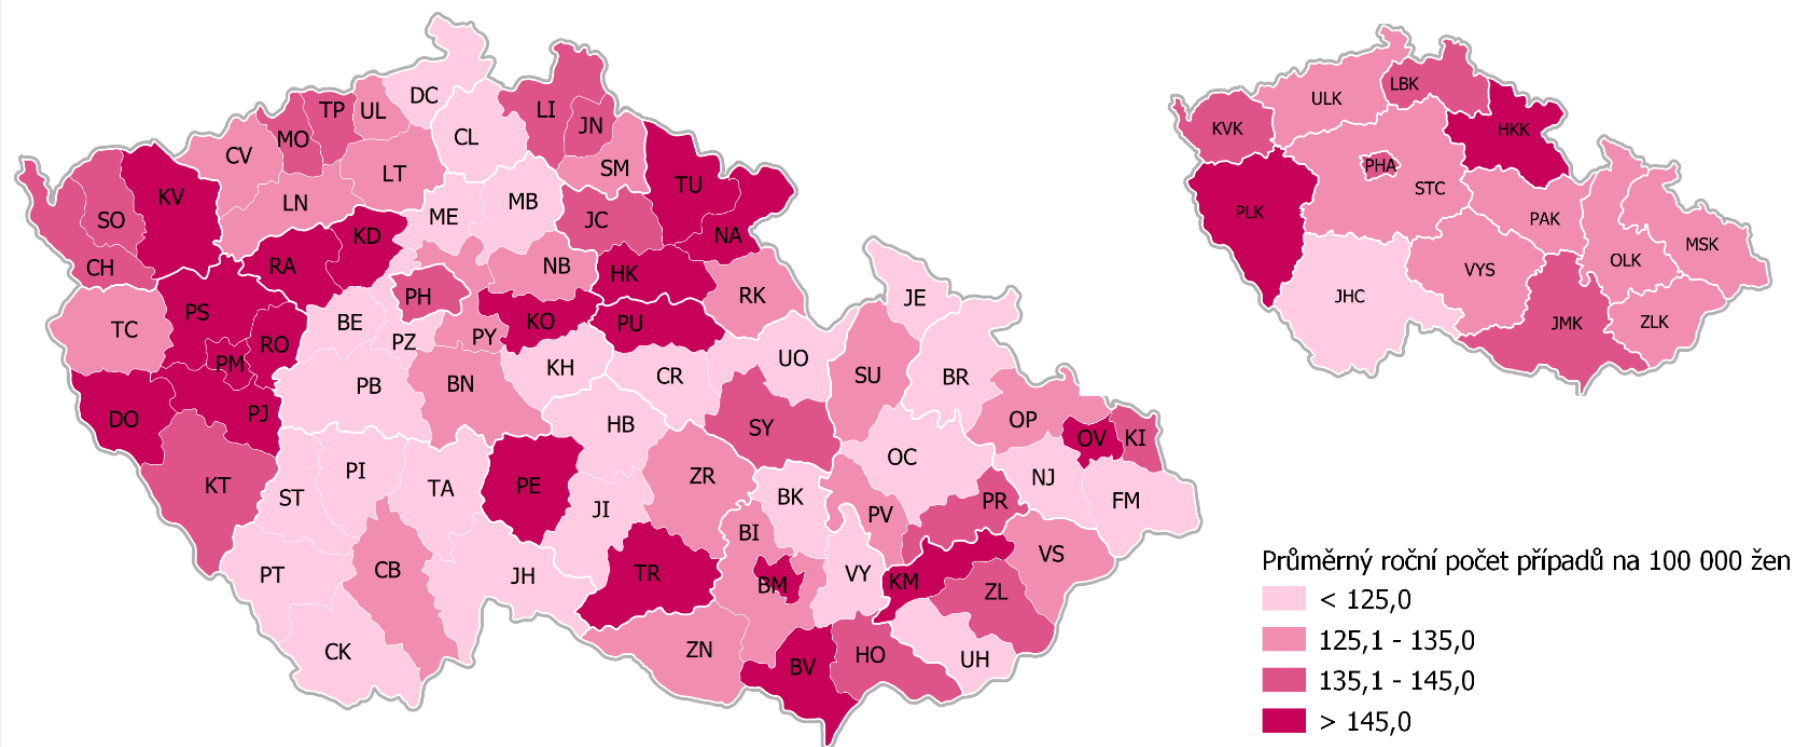 DC
TP
UL
LI
MO
JN
CL
CV
SM
LT
KV
TU
LN
MB
SO
ME
JC
KD
NA
CH
RA
NB
HK
RK
PH
JE
PS
BE
KO
PU
TC
RO
PZ
PY
UO
PM
KH
CR
SU
BR
PB
BN
DO
PJ
HB
SY
OP
OV
KI
OC
PI
ZR
NJ
KT
ST
TA
PE
BK
FM
JI
PR
PV
BI
VS
PT
CB
JH
TR
BM
VY
KM
ZL
CK
ZN
BV
HO
UH
LBK
ULK
KVK
HKK
PHA
STC
PLK
PAK
MSK
VYS
OLK
JHC
JMK
ZLK
Průměrný roční počet případů na 100 000 žen
< 125,0
125,1 - 135,0
135,1 - 145,0
> 145,0